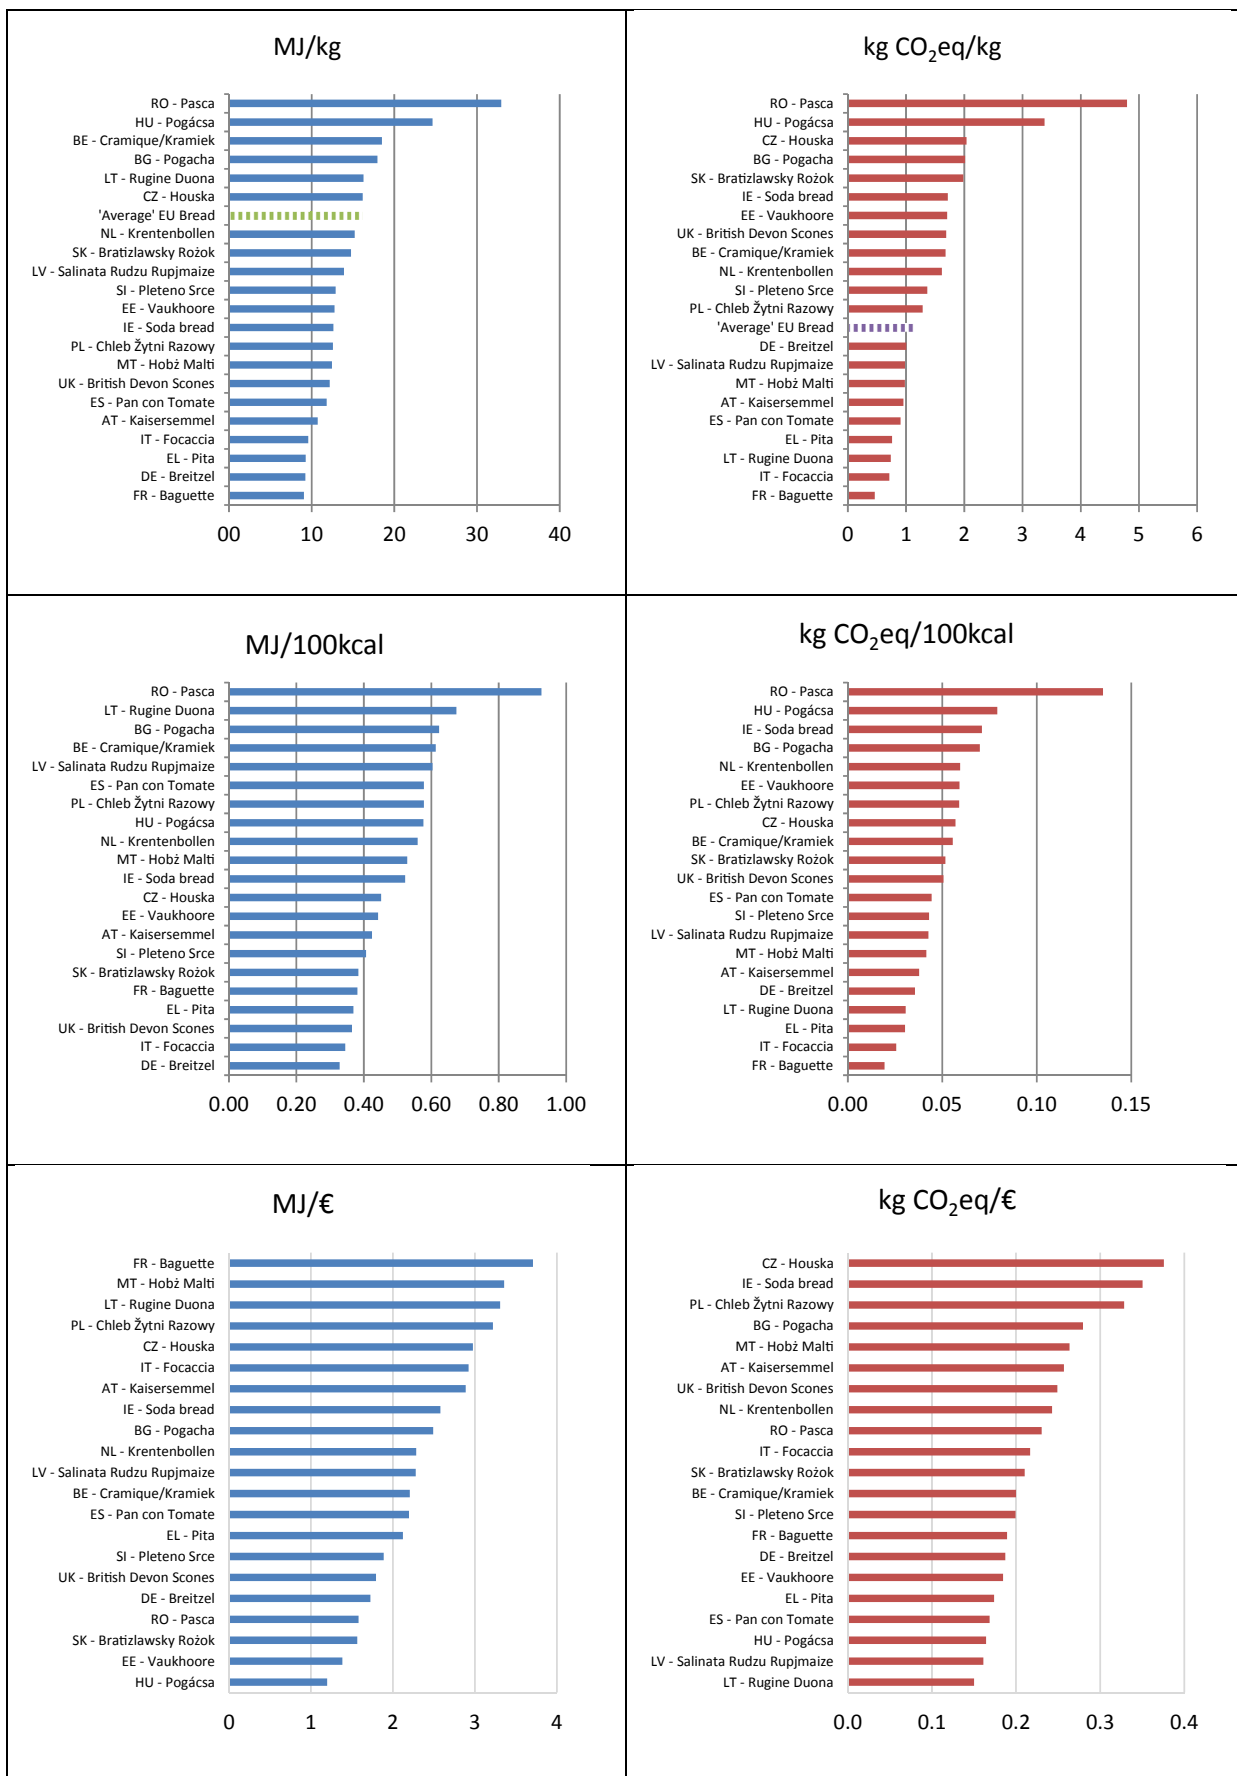 MJ/kg
RO - Pasca
HU - Pogácsa
BE - Cramique/Kramiek
BG - Pogacha
LT - Rugine Duona
CZ - Houska
'Average' EU Bread
NL - Krentenbollen
SK - Bratizlawsky Rożok
LV - Salinata Rudzu Rupjmaize
SI - Pleteno Srce
EE - Vaukhoore
IE - Soda bread
PL - Chleb Žytni Razowy
MT - Hobż Malti
UK - British Devon Scones
ES - Pan con Tomate
AT - Kaisersemmel
IT - Focaccia
EL - Pita
DE - Breitzel
FR - Baguette
00 10 20 30 40
kg CO₂eq/kg
RO - Pasca
HU - Pogácsa
CZ - Houska
BG - Pogacha
SK - Bratizlawsky Rożok
IE - Soda bread
EE - Vaukhoore
UK - British Devon Scones
BE - Cramique/Kramiek
NL - Krentenbollen
SI - Pleteno Srce
PL - Chleb Žytni Razowy
'Average' EU Bread
DE - Breitzel
LV - Salinata Rudzu Rupjmaize
MT - Hobż Malti
AT - Kaisersemmel
ES - Pan con Tomate
EL - Pita
LT - Rugine Duona
IT - Focaccia
FR - Baguette
0 1 2 3 4 5 6
MJ/100kcal
RO - Pasca
LT - Rugine Duona
BG - Pogacha
BE - Cramique/Kramiek
LV - Salinata Rudzu Rupjmaize
ES - Pan con Tomate
PL - Chleb Žytni Razowy
HU - Pogácsa
NL - Krentenbollen
MT - Hobż Malti
IE - Soda bread
CZ - Houska
EE - Vaukhoore
AT - Kaisersemmel
SI - Pleteno Srce
SK - Bratizlawsky Rożok
FR - Baguette
EL - Pita
UK - British Devon Scones
IT - Focaccia
DE - Breitzel
0.00 0.20 0.40 0.60 0.80 1.00
kg CO₂eq/100kcal
RO - Pasca
HU - Pogácsa
IE - Soda bread
BG - Pogacha
NL - Krentenbollen
EE - Vaukhoore
PL - Chleb Žytni Razowy
CZ - Houska
BE - Cramique/Kramiek
SK - Bratizlawsky Rożok
UK - British Devon Scones
ES - Pan con Tomate
SI - Pleteno Srce
LV - Salinata Rudzu Rupjmaize
MT - Hobż Malti
AT - Kaisersemmel
DE - Breitzel
LT - Rugine Duona
EL - Pita
IT - Focaccia
FR - Baguette
0.00 0.05 0.10 0.15
MJ/€
FR - Baguette
MT - Hobż Malti
LT - Rugine Duona
PL - Chleb Žytni Razowy
CZ - Houska
IT - Focaccia
AT - Kaisersemmel
IE - Soda bread
BG - Pogacha
NL - Krentenbollen
LV - Salinata Rudzu Rupjmaize
BE - Cramique/Kramiek
ES - Pan con Tomate
EL - Pita
SI - Pleteno Srce
UK - British Devon Scones
DE - Breitzel
RO - Pasca
SK - Bratizlawsky Rożok
EE - Vaukhoore
HU - Pogácsa
0 1 2 3 4
kg CO₂eq/€
CZ - Houska
IE - Soda bread
PL - Chleb Žytni Razowy
BG - Pogacha
MT - Hobż Malti
AT - Kaisersemmel
UK - British Devon Scones
NL - Krentenbollen
RO - Pasca
IT - Focaccia
SK - Bratizlawsky Rożok
BE - Cramique/Kramiek
SI - Pleteno Srce
FR - Baguette
DE - Breitzel
EE - Vaukhoore
EL - Pita
ES - Pan con Tomate
HU - Pogácsa
LV - Salinata Rudzu Rupjmaize
LT - Rugine Duona
0.0 0.1 0.2 0.3 0.4